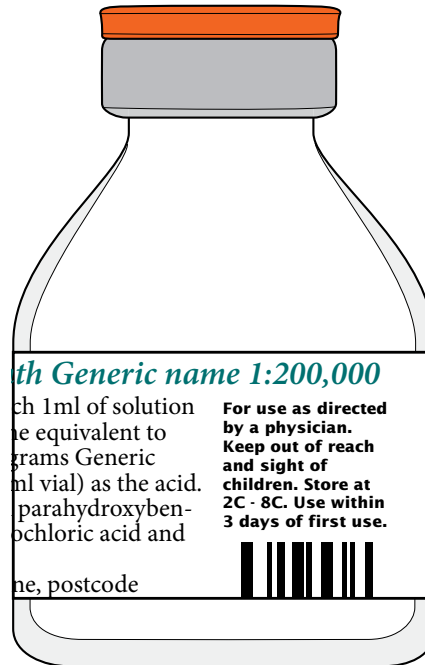 th Generic name 1:200,000
ch 1ml of solution
e equivalent to
grams Generic
ml vial) as the acid.
parahydroxyben-
ochloric acid and
ne, postcode
For use as directed
by a physician.
Keep out of reach
and sight of
children. Store at
2C - 8C. Use within
3 days of first use.